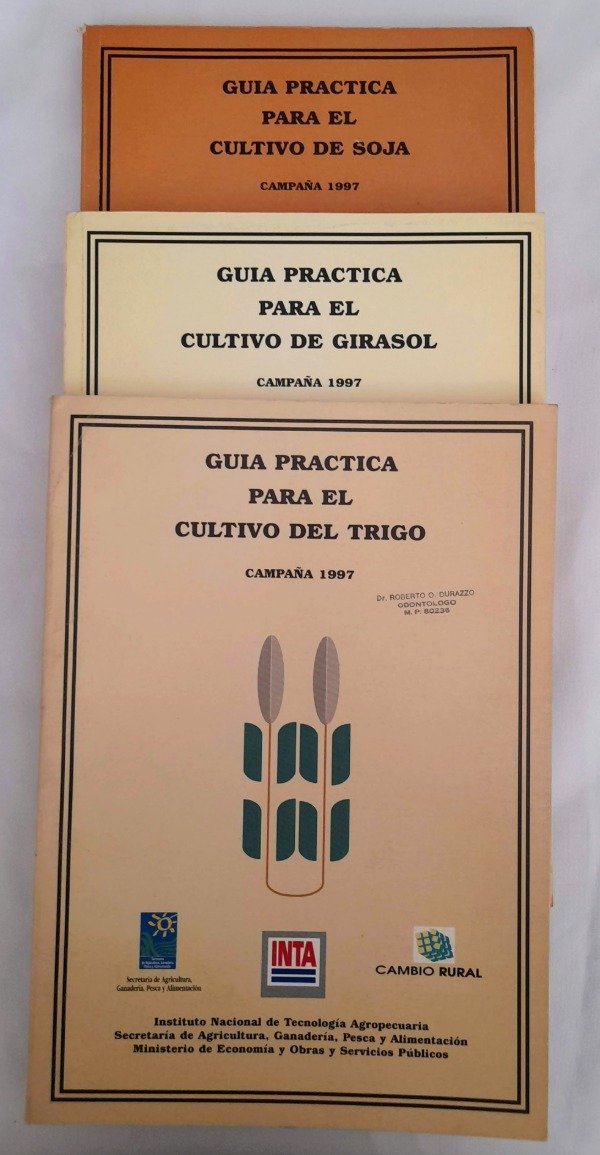 GUIA PRACTICA
PARA EL
CULTIVO DE SOJA
CAMPAÑA 1997
GUIA PRACTICA
PARA EL
CULTIVO DE GIRASOL
CAMPAÑA 1997
GUIA PRACTICA
PARA EL
CULTIVO DEL TRIGO
CAMPAÑA 1997
Dr. ROBERTO O. DURAZZO
ODONTOLOGO
M. P. 80236
Secretaría de Agricultura,
Ganadería, Pesca y Alimentación
INTA
CAMBIO RURAL
Instituto Nacional de Tecnología Agropecuaria
Secretaría de Agricultura, Ganadería, Pesca y Alimentación
Ministerio de Economía y Obras y Servicios Públicos